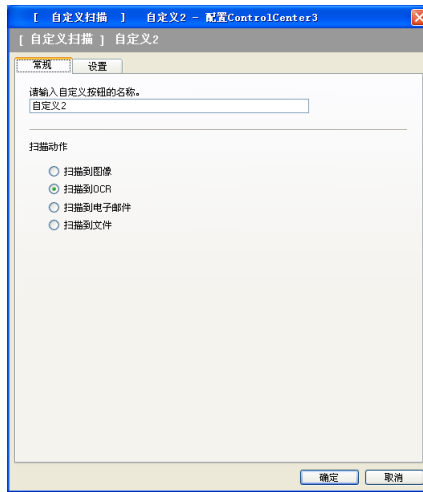 [ 自定义扫描 ] 自定义2 - 配置ControlCenter3
[ 自定义扫描 ] 自定义2
常规 设置
请输入自定义按钮的名称。
自定义2
扫描动作
扫描到图像
扫描到OCR
扫描到电子邮件
扫描到文件
确定 取消